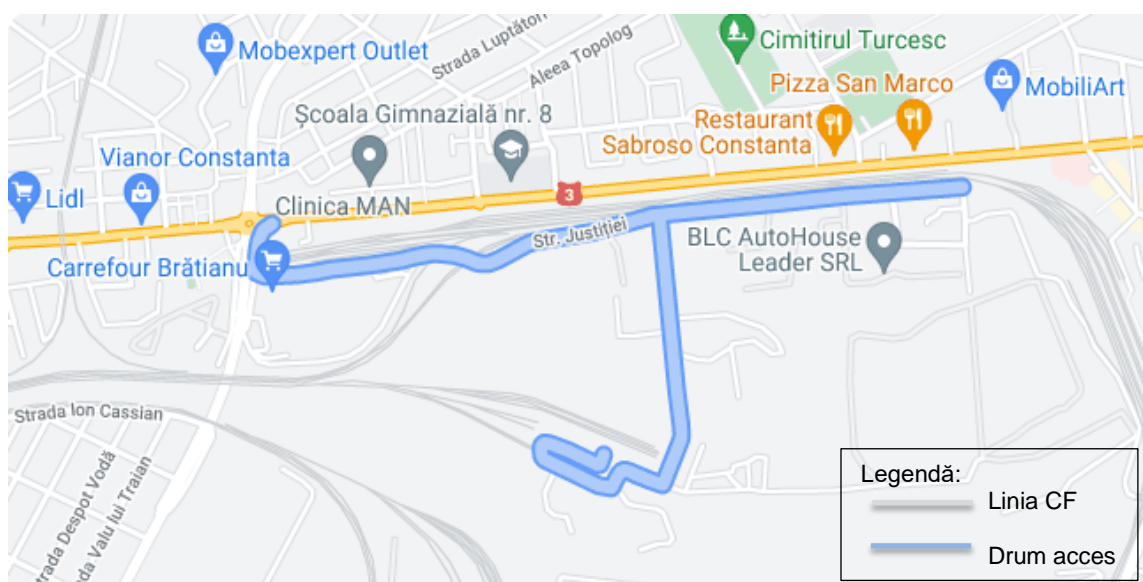 Mobexpert Outlet
Strada Luptători
Aleea Topolog
Cimitirul Turcesc
Pizza San Marco
MobiliArt
Școala Gimnazială nr. 8
Restaurant
Sabroso Constanta
Vianor Constanta
Lidl
3
Clinica MAN
Str. Justiției
BLC AutoHouse
Leader SRL
Carrefour Brătianu
Strada Ion Cassian
Strada Despot Vodă
Strada Valu lui Traian
Legendă:
Linia CF
Drum acces